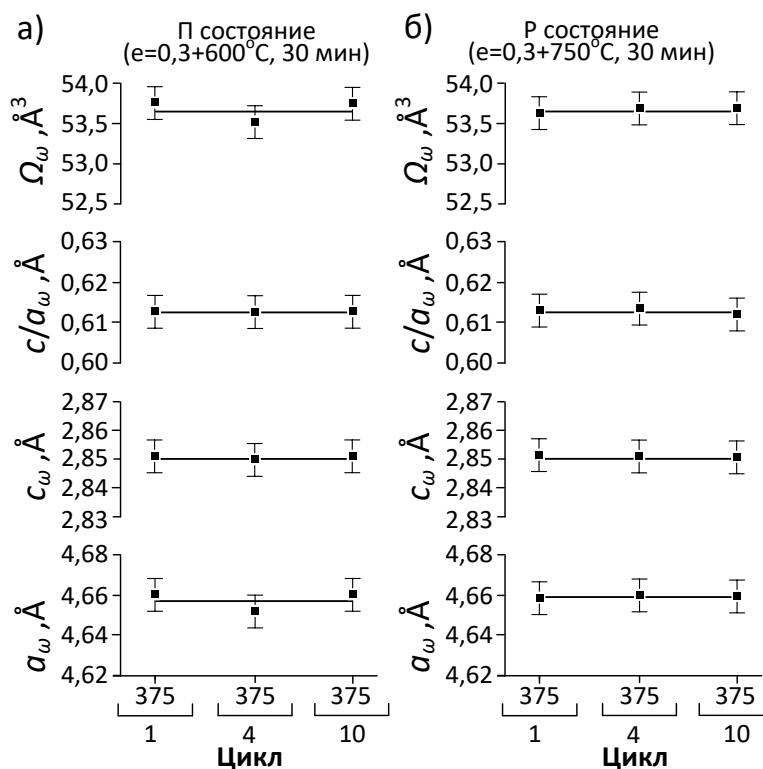 а)
П состояние
(e=0,3+600°C, 30 мин)
б)
Р состояние
(e=0,3+750°C, 30 мин)
Ωω ,Å³
54,0
53,5
53,0
52,5
Ωω ,Å³
54,0
53,5
53,0
52,5
c/aω ,Å
0,63
0,62
0,61
0,60
c/aω ,Å
0,63
0,62
0,61
0,60
cω ,Å
2,87
2,86
2,85
2,84
2,83
cω ,Å
2,87
2,86
2,85
2,84
2,83
aω ,Å
4,68
4,66
4,64
4,62
aω ,Å
4,68
4,66
4,64
4,62
375 375 375
1 4 10
Цикл
375 375 375
1 4 10
Цикл